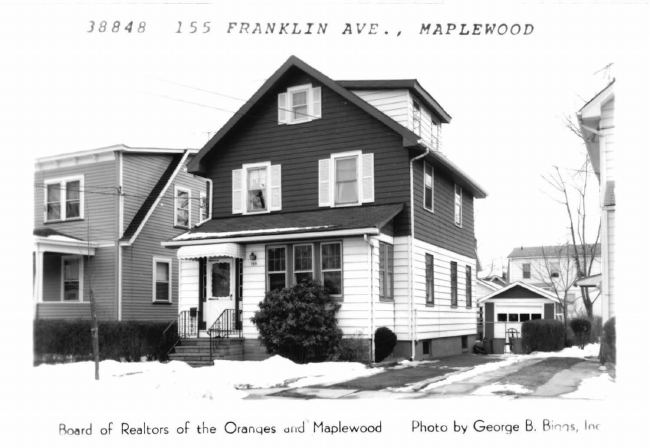 38848 155 FRANKLIN AVE., MAPLEWOOD
Board of Realtors of the Oranges and Maplewood Photo by George B. Biggs, Inc